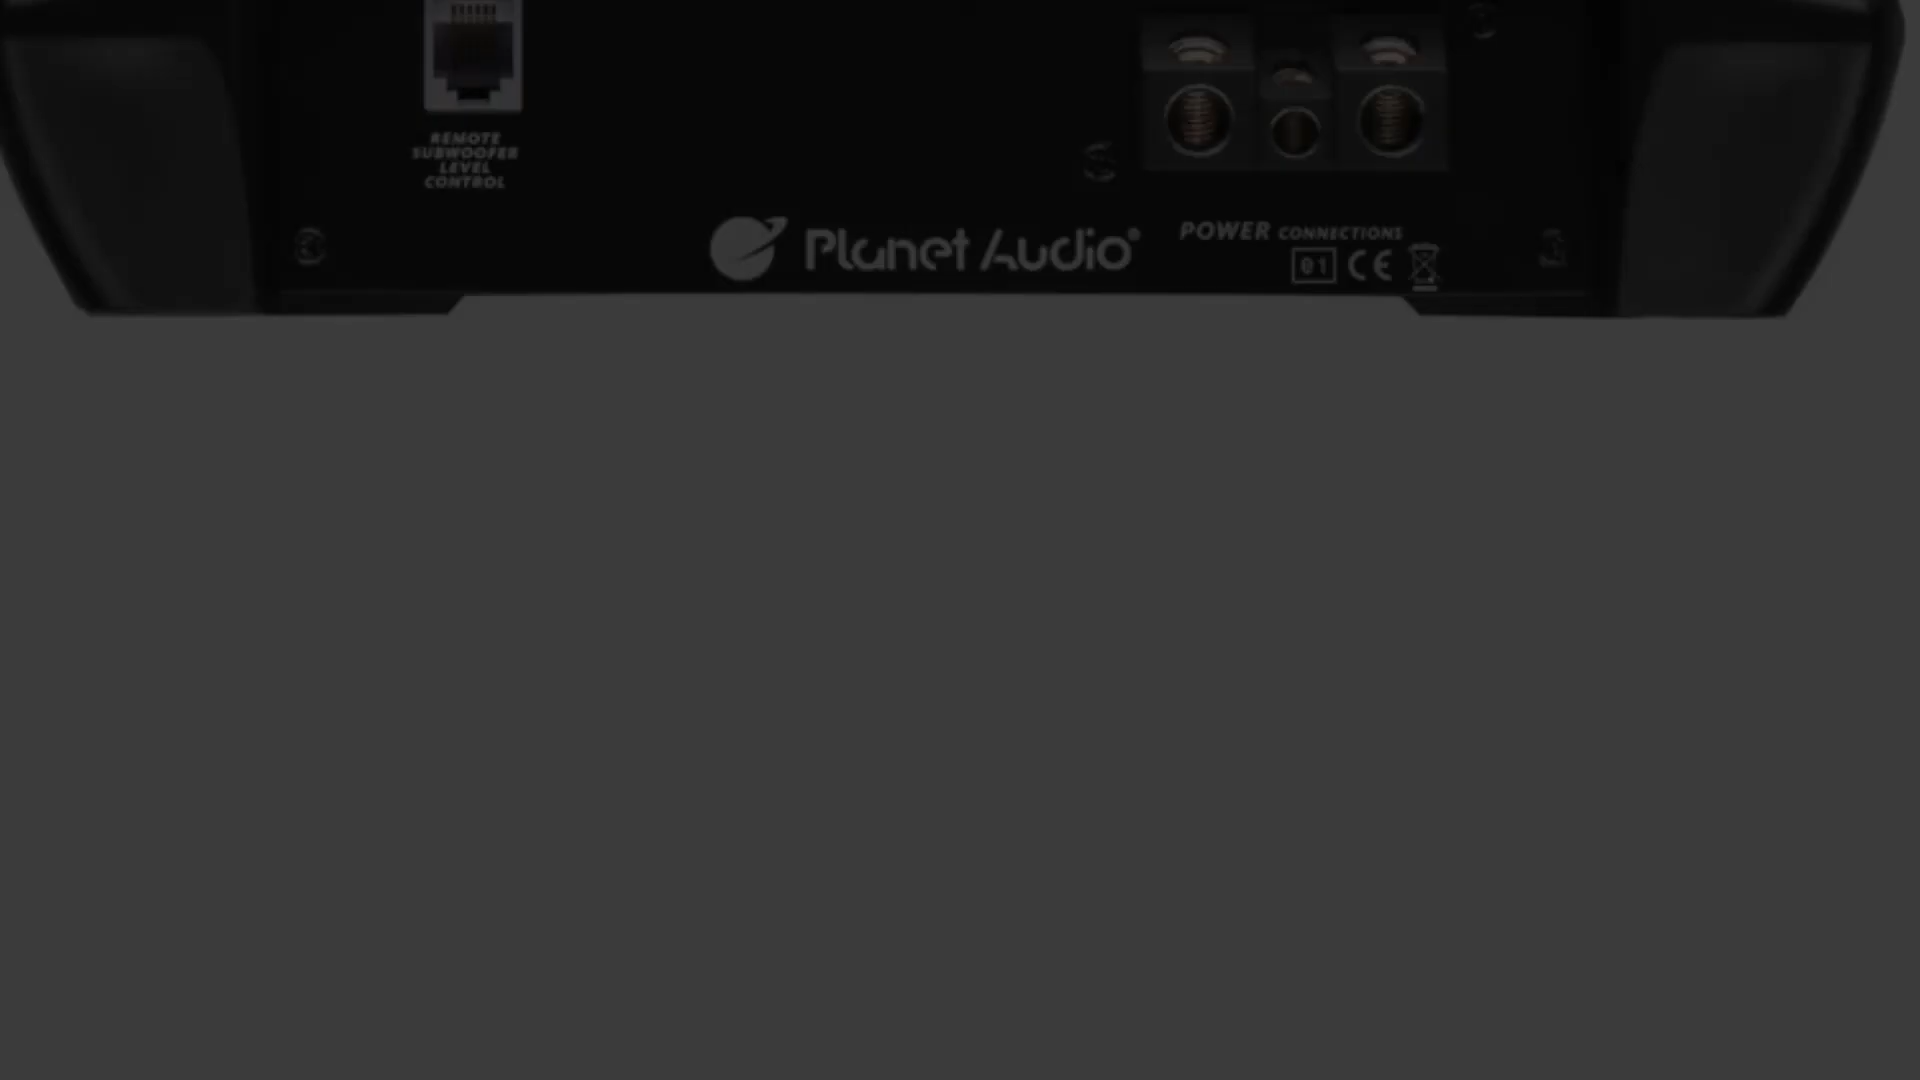 REMOTE
SUBWOOFER
LEVEL
CONTROL
Planet Audio®
POWER CONNECTIONS
01 CE